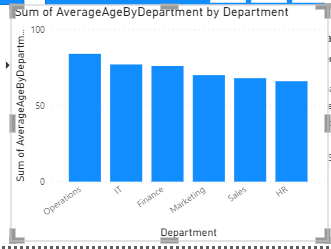 Sum of AverageAgeByDepartment by Department
Sum of AverageAgeByDepartm...
100
50
0
Operations
IT
Finance
Marketing
Sales
HR
Department